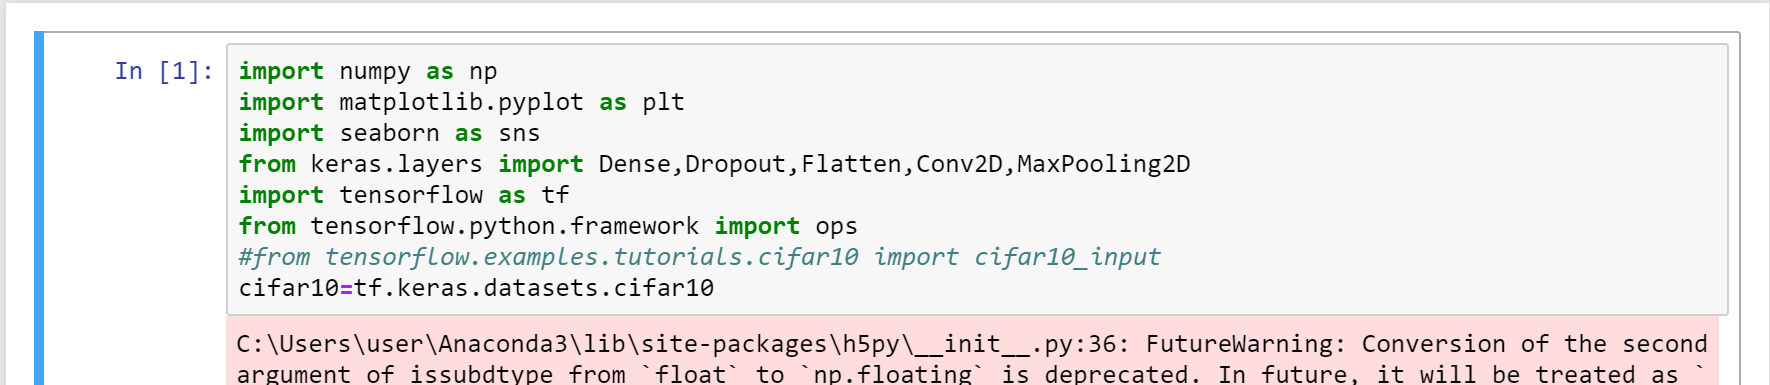 In [1]: import numpy as np
import matplotlib.pyplot as plt
import seaborn as sns
from keras.layers import Dense,Dropout,Flatten,Conv2D,MaxPooling2D
import tensorflow as tf
from tensorflow.python.framework import ops
#from tensorflow.examples.tutorials.cifar10 import cifar10_input
cifar10=tf.keras.datasets.cifar10
C:\Users\user\Anaconda3\lib\site-packages\h5py\__init__.py:36: FutureWarning: Conversion of the second
argument of issubdtype from `float` to `np.floating` is deprecated. In future, it will be treated as `